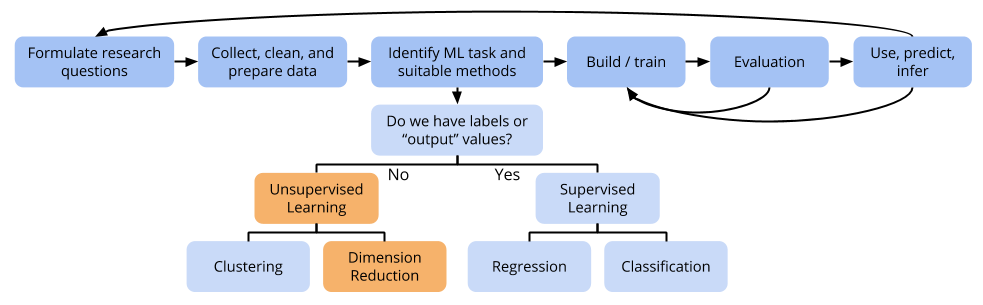 Formulate research
questions
Collect, clean, and
prepare data
Identify ML task and
suitable methods
Build / train
Evaluation
Use, predict,
infer
Do we have labels or
“output” values?
No
Yes
Unsupervised
Learning
Supervised
Learning
Clustering
Dimension
Reduction
Regression
Classification